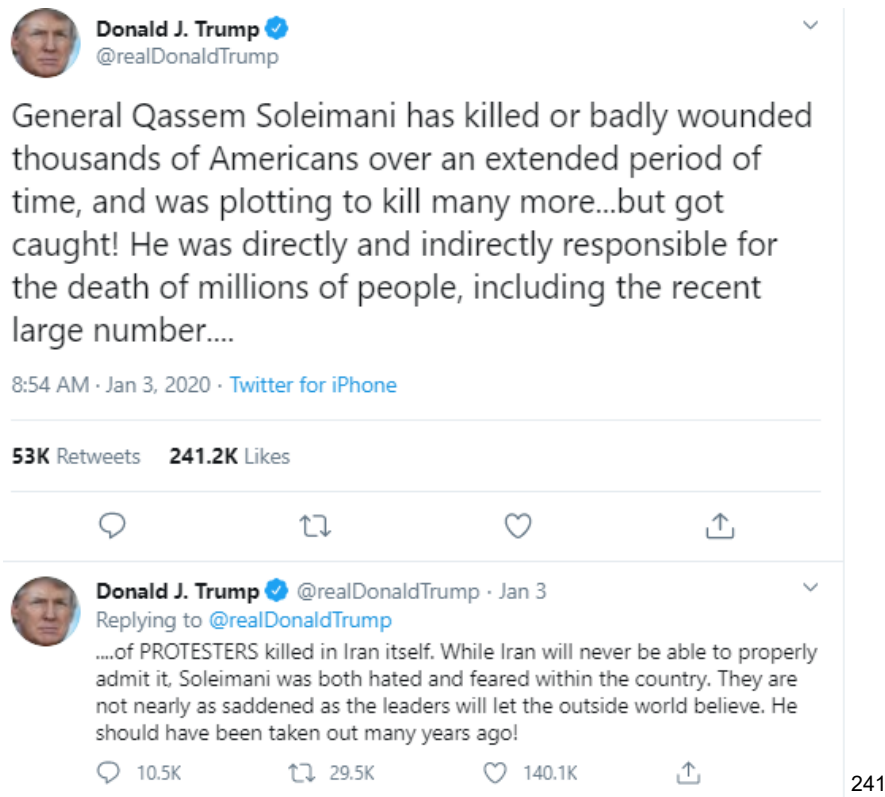 Donald J. Trump
@realDonaldTrump
General Qassem Soleimani has killed or badly wounded
thousands of Americans over an extended period of
time, and was plotting to kill many more...but got
caught! He was directly and indirectly responsible for
the death of millions of people, including the recent
large number....
8:54 AM · Jan 3, 2020 · Twitter for iPhone
53K Retweets 241.2K Likes
Donald J. Trump @realDonaldTrump · Jan 3
Replying to @realDonaldTrump
....of PROTESTERS killed in Iran itself. While Iran will never be able to properly
admit it, Soleimani was both hated and feared within the country. They are
not nearly as saddened as the leaders will let the outside world believe. He
should have been taken out many years ago!
10.5K 29.5K 140.1K
241